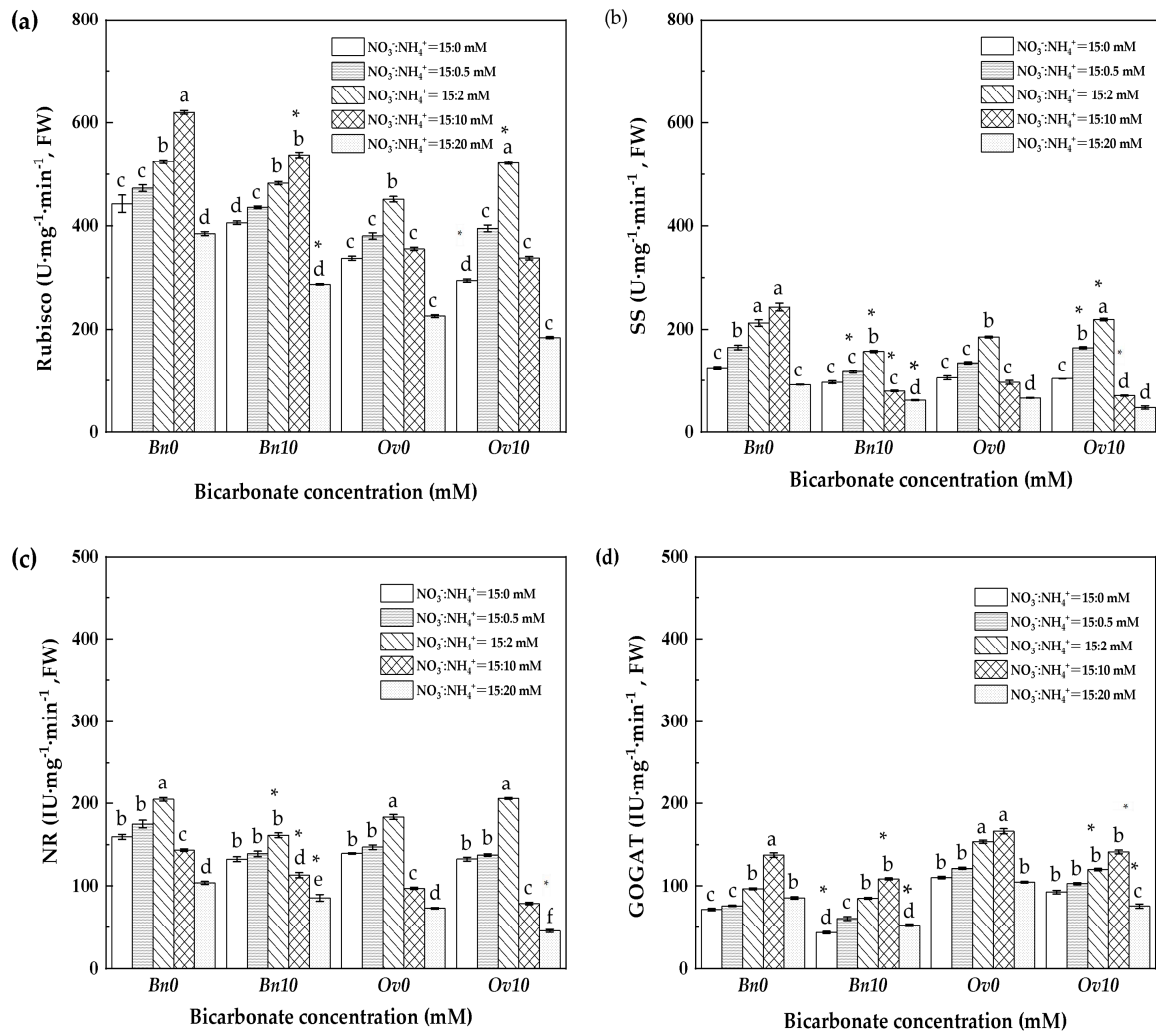 (a)
800
600
400
200
0
Rubisco (U·mg⁻¹·min⁻¹, FW)
NO₃⁻:NH₄⁺=15:0 mM
NO₃⁻:NH₄⁺=15:0.5 mM
NO₃⁻:NH₄⁺= 15:2 mM
NO₃⁻:NH₄⁺=15:10 mM
NO₃⁻:NH₄⁺=15:20 mM
c c b a d
d c b b * d *
c c b c c
d * c a * c c
Bn0 Bn10 Ov0 Ov10
Bicarbonate concentration (mM)
(b)
800
600
400
200
0
SS (U·mg⁻¹·min⁻¹, FW)
NO₃⁻:NH₄⁺=15:0 mM
NO₃⁻:NH₄⁺=15:0.5 mM
NO₃⁻:NH₄⁺= 15:2 mM
NO₃⁻:NH₄⁺=15:10 mM
NO₃⁻:NH₄⁺=15:20 mM
c b a a c
c c * b * c * d *
c c b c d
c b * a * d * d
Bn0 Bn10 Ov0 Ov10
Bicarbonate concentration (mM)
(c)
500
400
300
200
100
0
NR (IU·mg⁻¹·min⁻¹ ,FW)
NO₃⁻:NH₄⁺=15:0 mM
NO₃⁻:NH₄⁺=15:0.5 mM
NO₃⁻:NH₄⁺= 15:2 mM
NO₃⁻:NH₄⁺=15:10 mM
NO₃⁻:NH₄⁺=15:20 mM
b b a c d
b b b * d * e *
b b a c d
b b a c f *
Bn0 Bn10 Ov0 Ov10
Bicarbonate concentration (mM)
(d)
500
400
300
200
100
0
GOGAT (IU·mg⁻¹·min⁻¹, FW)
NO₃⁻:NH₄⁺=15:0 mM
NO₃⁻:NH₄⁺=15:0.5 mM
NO₃⁻:NH₄⁺=15:2 mM
NO₃⁻:NH₄⁺=15:10 mM
NO₃⁻:NH₄⁺=15:20 mM
c c b a b
d * c b b * d *
b b a a b
b b b * b * c *
Bn0 Bn10 Ov0 Ov10
Bicarbonate concentration (mM)